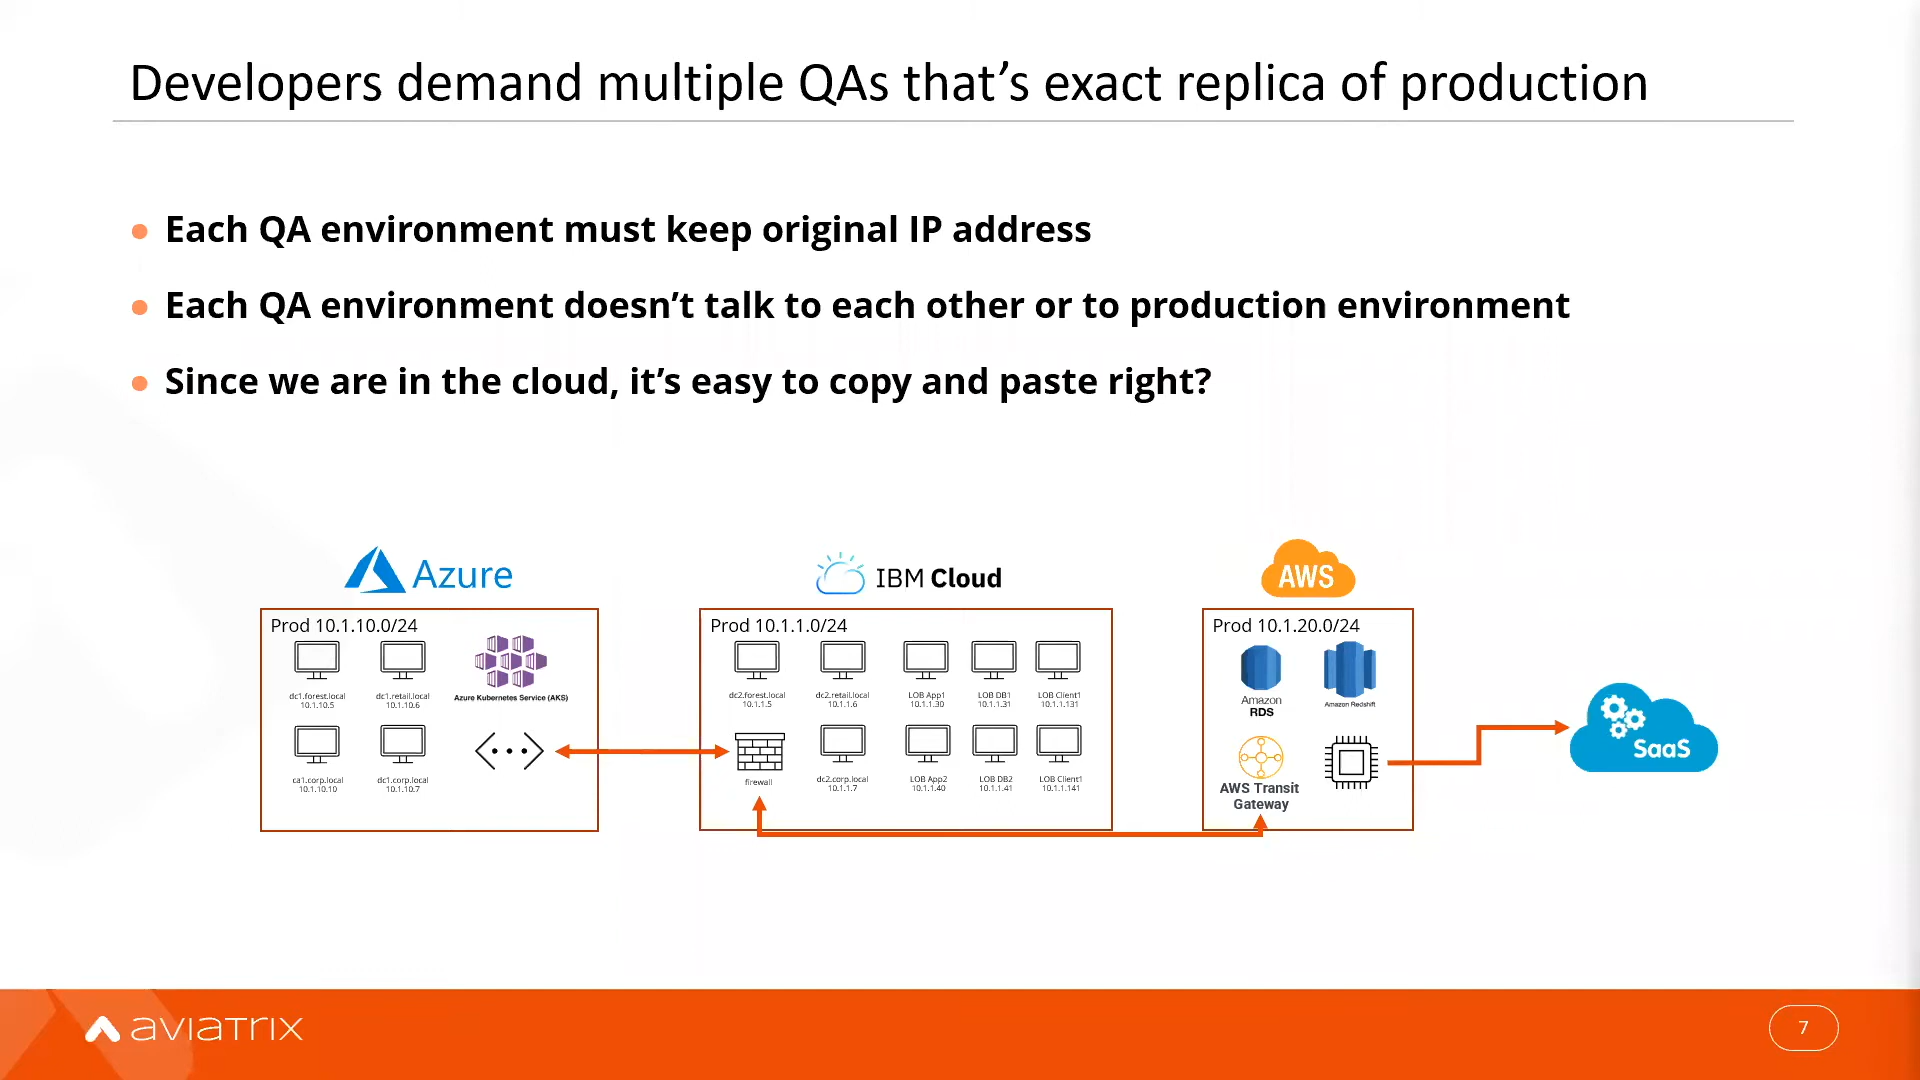 Developers demand multiple QAs that's exact replica of production
Each QA environment must keep original IP address
Each QA environment doesn't talk to each other or to production environment
Since we are in the cloud, it's easy to copy and paste right?
Azure
Prod 10.1.10.0/24
dc1.forest.local
10.1.10.5
dc1.retail.local
10.1.10.6
Azure Kubernetes Service (AKS)
ca1.corp.local
10.1.10.10
dc1.corp.local
10.1.10.7
IBM Cloud
Prod 10.1.1.0/24
dc2.forest.local
10.1.1.5
dc2.retail.local
10.1.1.6
LOB App1
10.1.1.30
LOB DB1
10.1.1.31
LOB Client1
10.1.1.131
firewall
dc2.corp.local
10.1.1.7
LOB App2
10.1.1.40
LOB DB2
10.1.1.41
LOB Client1
10.1.1.141
AWS
Prod 10.1.20.0/24
Amazon
RDS
Amazon Redshift
AWS Transit
Gateway
SaaS
aviatrix
7